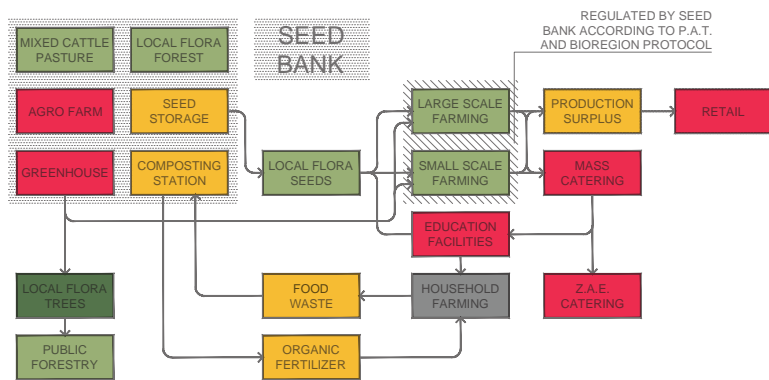 REGULATED BY SEED
BANK ACCORDING TO P.A.T.
AND BIOREGION PROTOCOL
SEED
BANK
MIXED CATTLE
PASTURE
LOCAL FLORA
FOREST
AGRO FARM
SEED
STORAGE
LARGE SCALE
FARMING
PRODUCTION
SURPLUS
RETAIL
GREENHOUSE
COMPOSTING
STATION
LOCAL FLORA
SEEDS
SMALL SCALE
FARMING
MASS
CATERING
EDUCATION
FACILITIES
LOCAL FLORA
TREES
FOOD
WASTE
HOUSEHOLD
FARMING
Z.A.E.
CATERING
PUBLIC
FORESTRY
ORGANIC
FERTILIZER